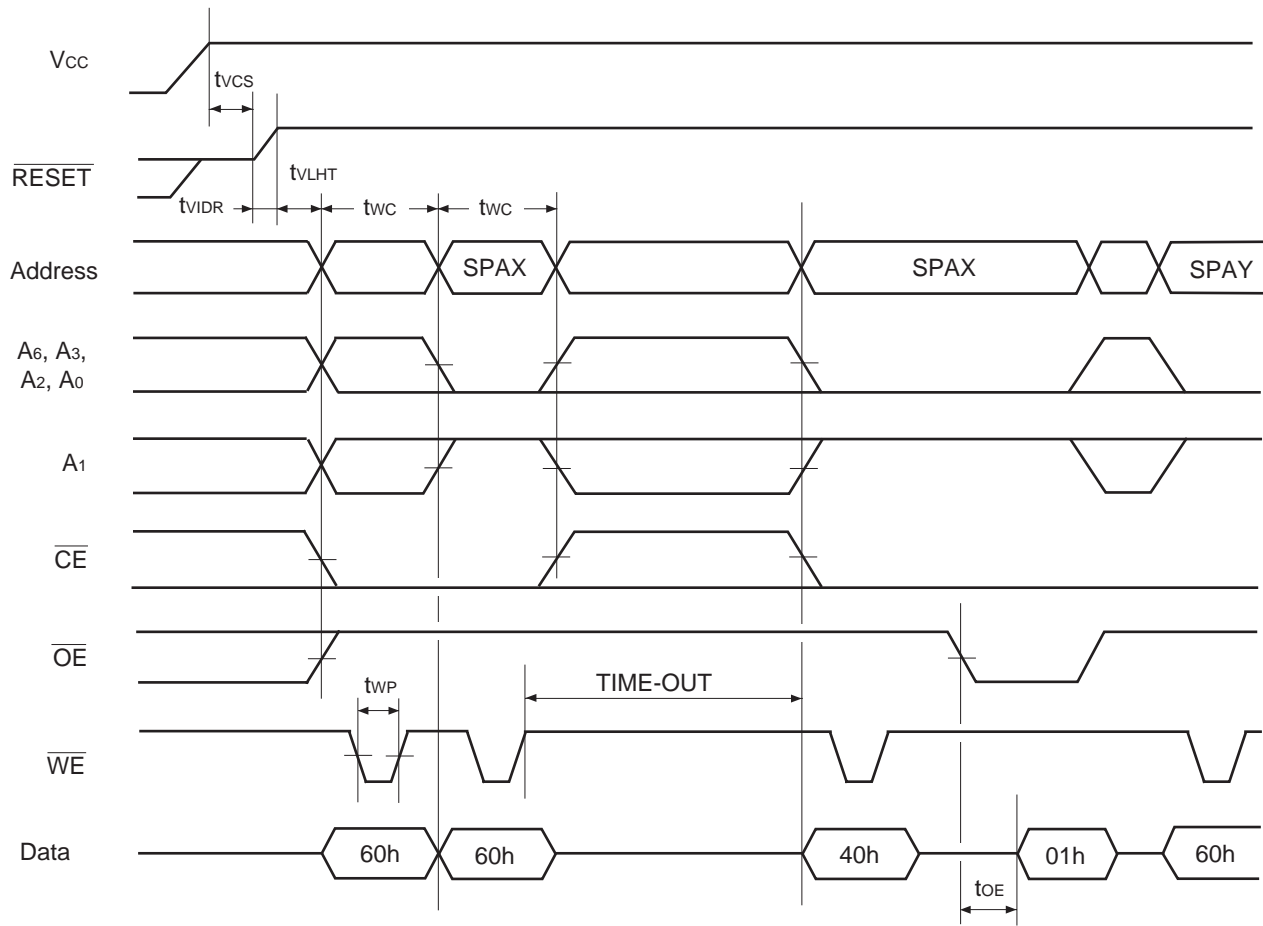 VCC
tVCS
RESET
tVLHT
tVIDR
tWC
tWC
Address
SPAX
SPAX
SPAY
A6, A3,
A2, A0
A1
CE
OE
tWP
TIME-OUT
WE
Data
60h
60h
40h
01h
60h
tOE